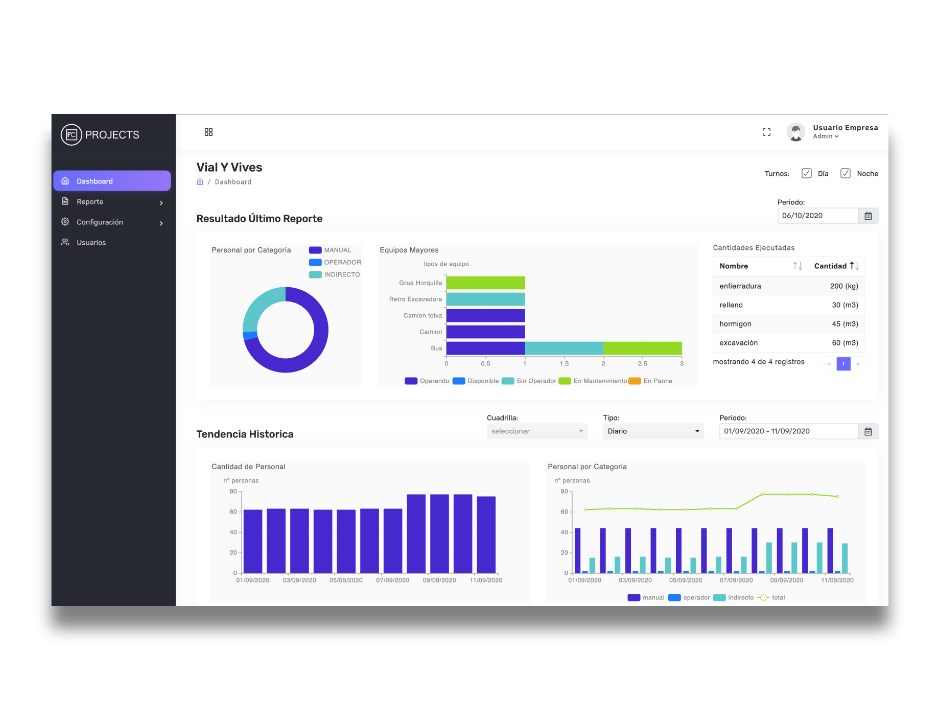 FC PROJECTS
Dashboard
Reporte
Configuración
Usuarios
Usuario Empresa
Admin
Vial Y Vives
/ Dashboard
Turnos: Día Noche
Periodo:
06/10/2020
Resultado Último Reporte
Personal por Categoría
MANUAL
OPERADOR
INDIRECTO
Equipos Mayores
tipos de equipo
Grua Horquilla
Retro Excavadora
Camion tolva
Camion
Bus
0 0.5 1 1.5 2 2.5 3
Operando Disponible Sin Operador En Mantenimiento En Panne
Cantidades Ejecutadas
Nombre Cantidad
enfierradura 200 (kg)
relleno 30 (m3)
hormigon 45 (m3)
excavación 60 (m3)
mostrando 4 de 4 registros
< 1 >
Tendencia Historica
Cuadrilla:
seleccionar
Tipo:
Diario
Periodo:
01/09/2020 - 11/09/2020
Cantidad de Personal
nº personas
80
60
40
20
0
01/09/2020 03/09/2020 05/09/2020 07/09/2020 09/09/2020 11/09/2020
Personal por Categoria
nº personas
80
60
40
20
0
01/09/2020 03/09/2020 05/09/2020 07/09/2020 09/09/2020 11/09/2020
manual operador indirecto total